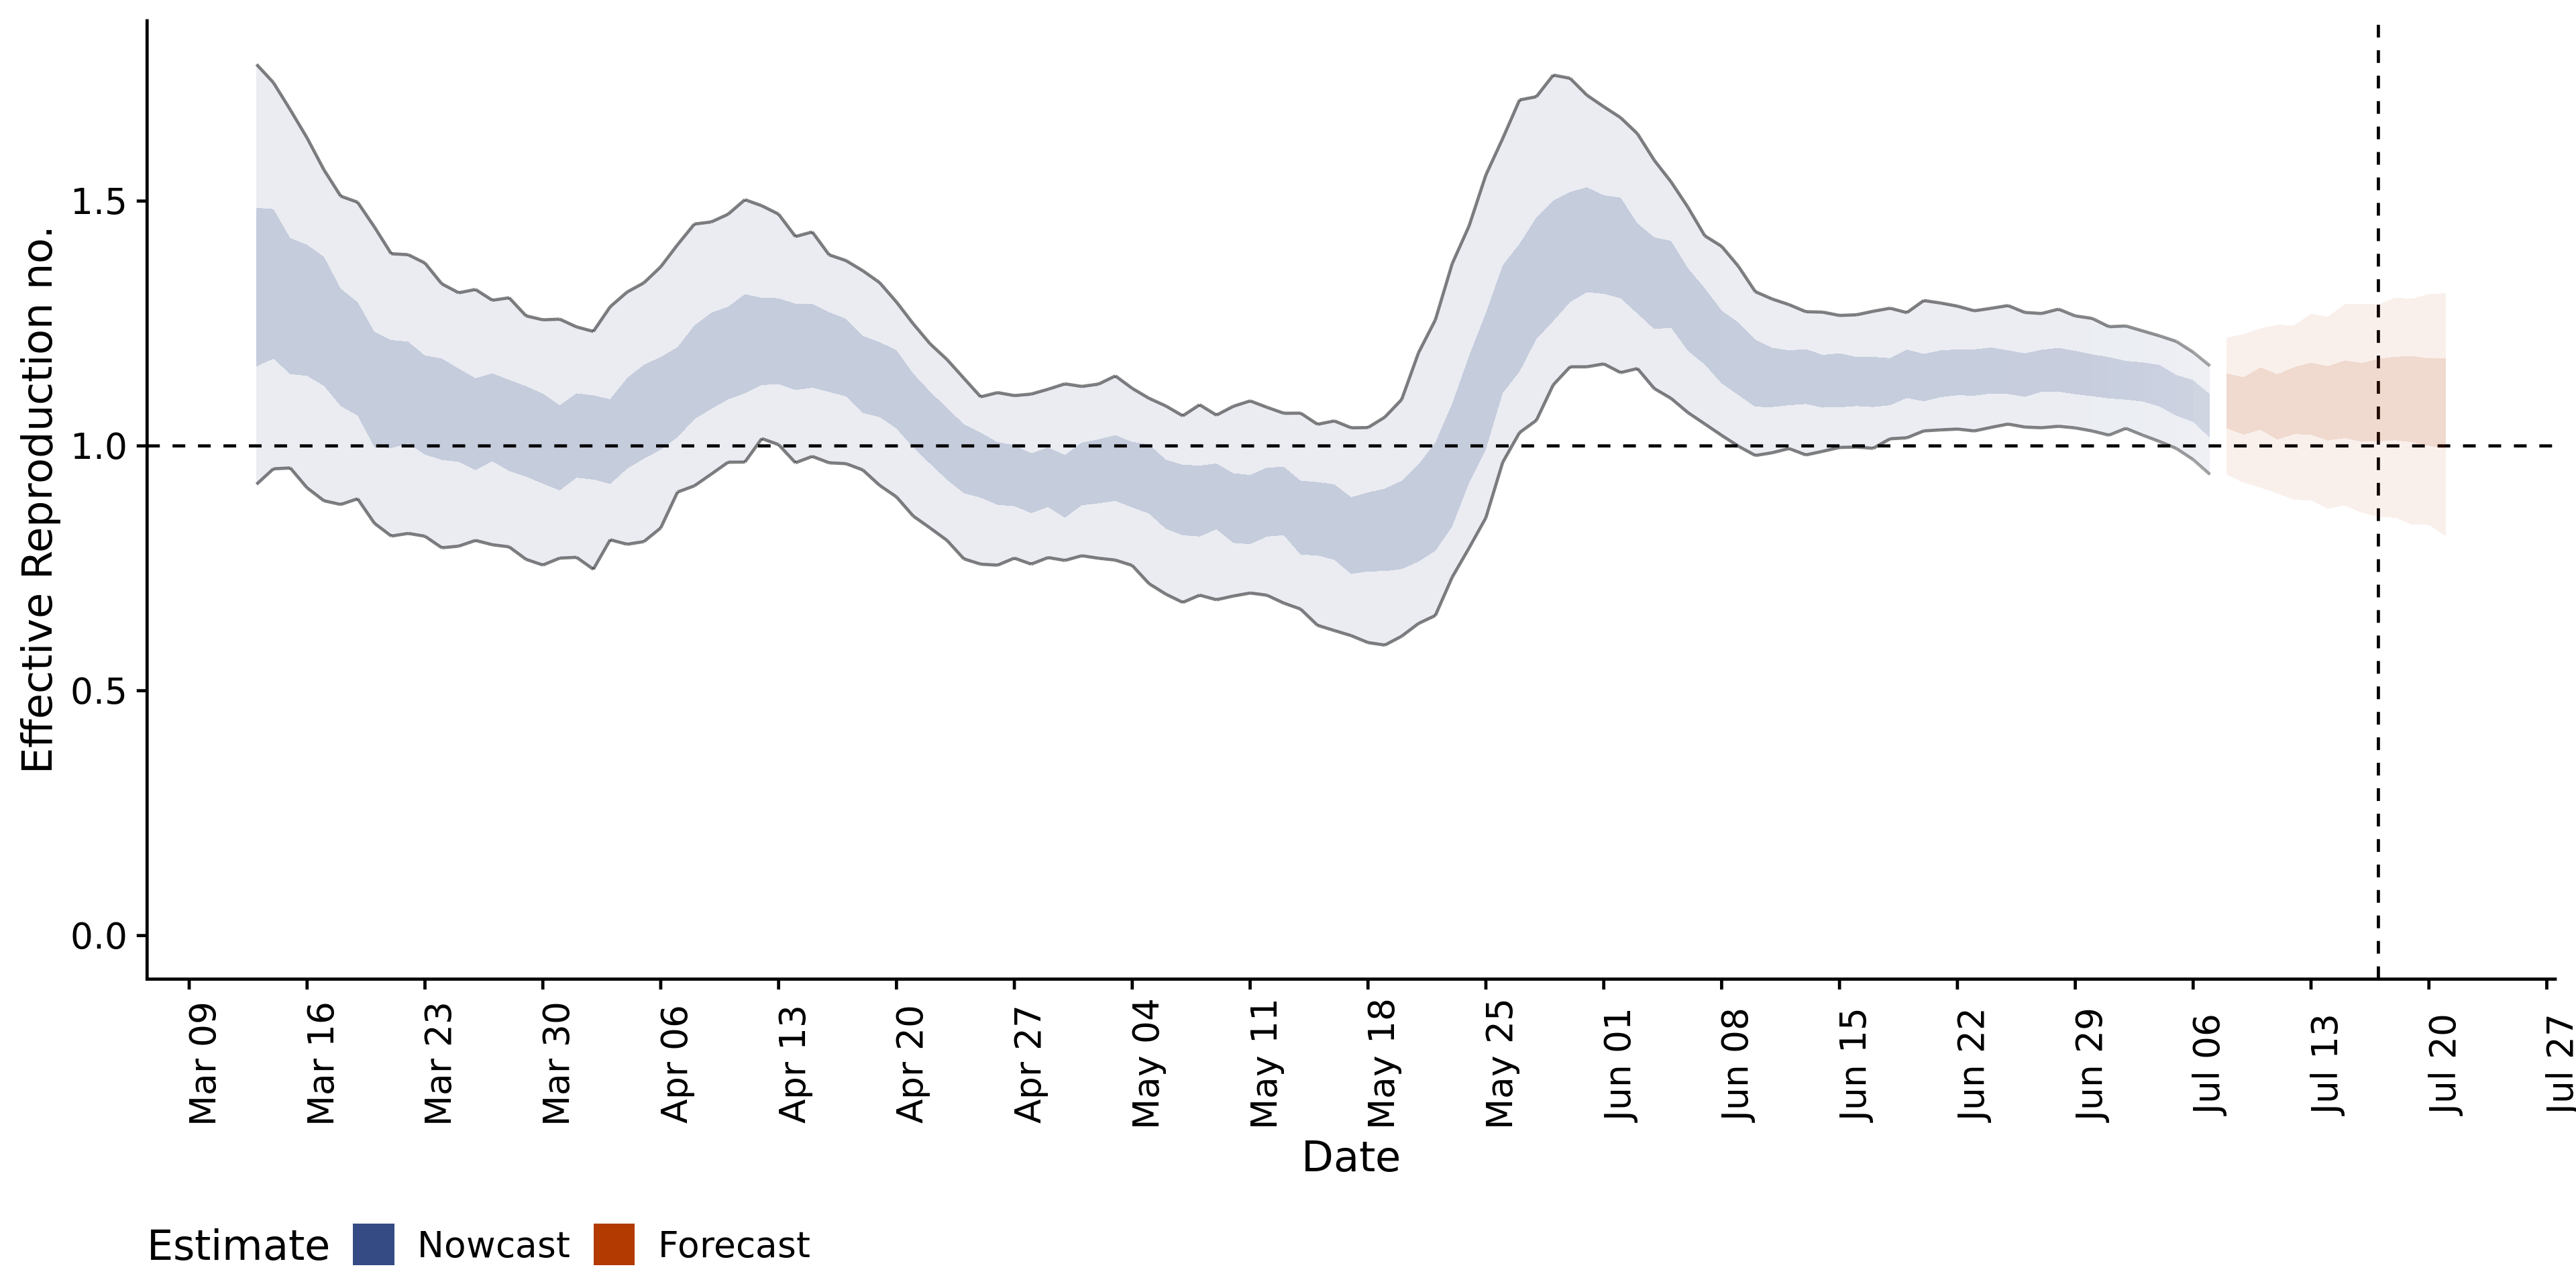 Effective Reproduction no.
1.5
1.0
0.5
0.0
Mar 09
Mar 16
Mar 23
Mar 30
Apr 06
Apr 13
Apr 20
Apr 27
May 04
May 11
May 18
May 25
Jun 01
Jun 08
Jun 15
Jun 22
Jun 29
Jul 06
Jul 13
Jul 20
Jul 27
Date
Estimate Nowcast Forecast